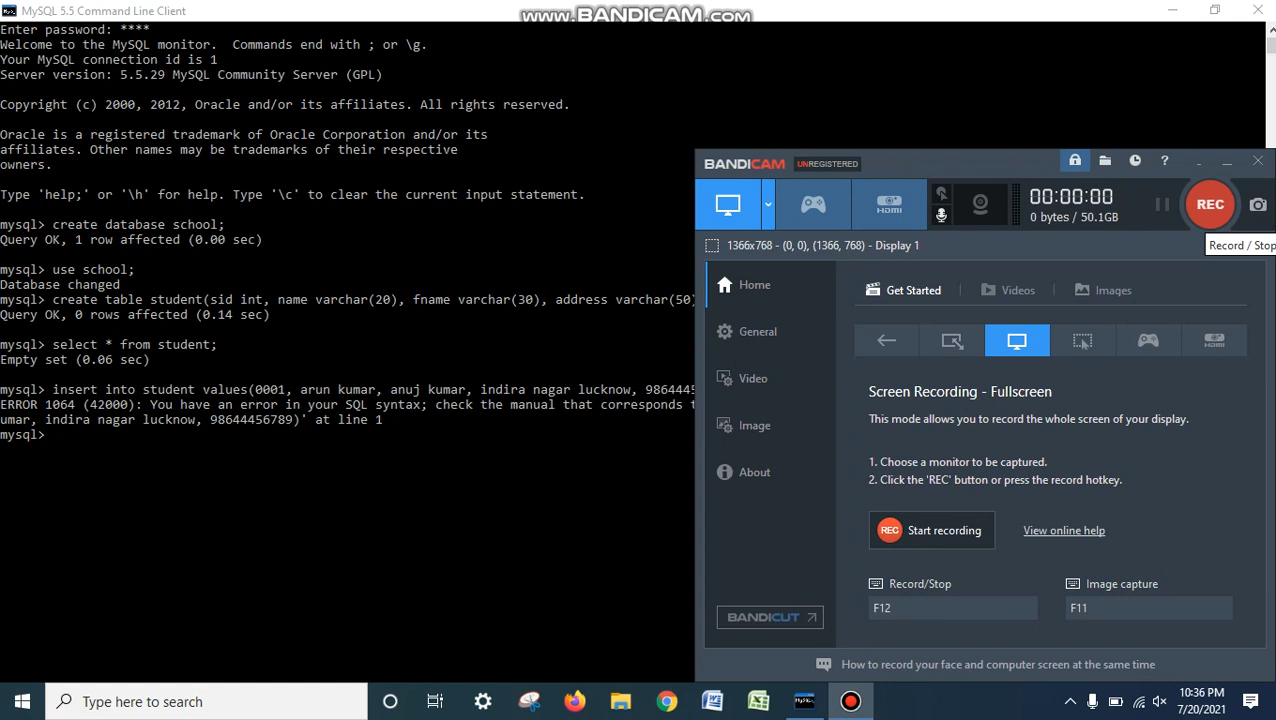 MySQL 5.5 Command Line Client
www.BANDICAM.com
Enter password: ****
Welcome to the MySQL monitor.  Commands end with ; or \g.
Your MySQL connection id is 1
Server version: 5.5.29 MySQL Community Server (GPL)
Copyright (c) 2000, 2012, Oracle and/or its affiliates. All rights reserved.
Oracle is a registered trademark of Oracle Corporation and/or its
affiliates. Other names may be trademarks of their respective
owners.
Type 'help;' or '\h' for help. Type '\c' to clear the current input statement.
mysql> create database school;
Query OK, 1 row affected (0.00 sec)
mysql> use school;
Database changed
mysql> create table student(sid int, name varchar(20), fname varchar(30), address varchar(50)
Query OK, 0 rows affected (0.14 sec)
mysql> select * from student;
Empty set (0.06 sec)
mysql> insert into student values(0001, arun kumar, anuj kumar, indira nagar lucknow, 9864445
ERROR 1064 (42000): You have an error in your SQL syntax; check the manual that corresponds t
umar, indira nagar lucknow, 98644456789)' at line 1
mysql>
BANDICAM UNREGISTERED
HDMI
00:00:00
0 bytes / 50.1GB
REC
Record / Stop
1366x768 - (0, 0), (1366, 768) - Display 1
Home
General
Video
Image
About
BANDICUT
Get Started
Videos
Images
HDMI
Screen Recording - Fullscreen
This mode allows you to record the whole screen of your display.
1. Choose a monitor to be captured.
2. Click the 'REC' button or press the record hotkey.
REC Start recording
View online help
Record/Stop
Image capture
F12
F11
How to record your face and computer screen at the same time
Type here to search
10:36 PM
7/20/2021